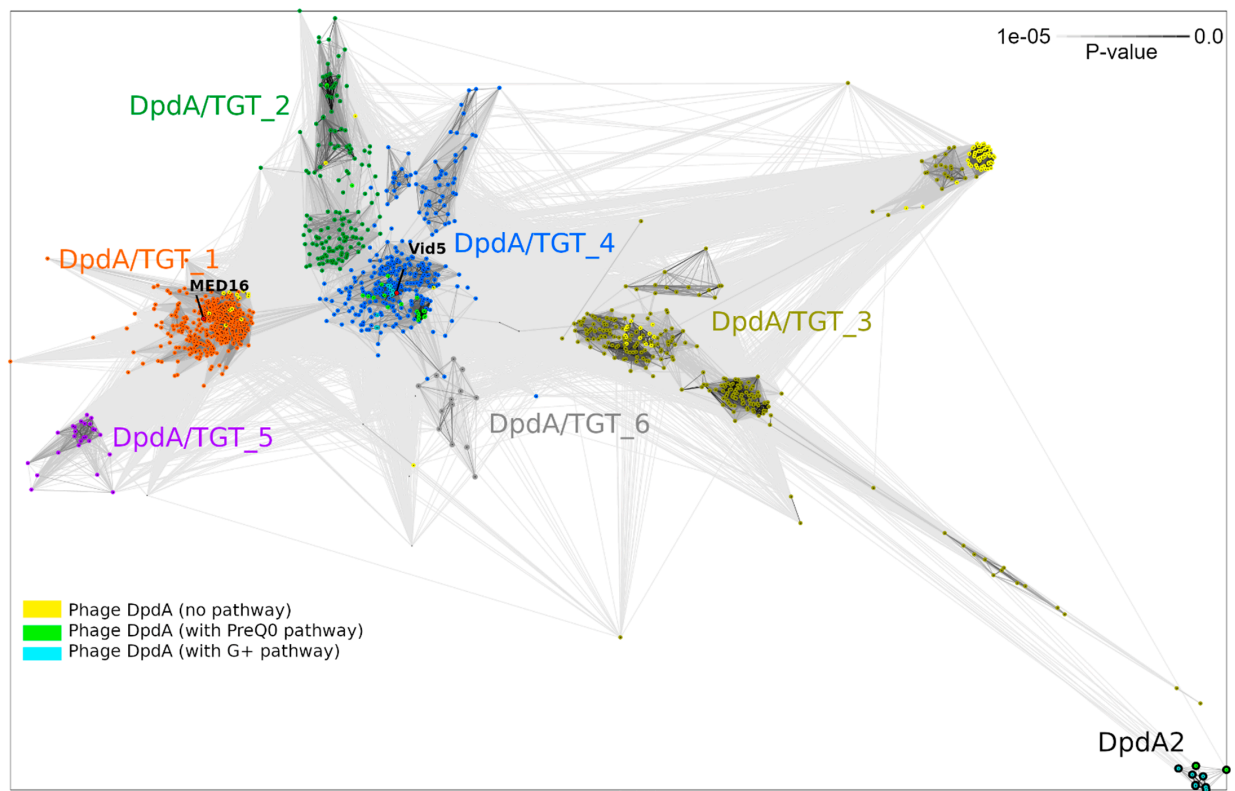 1e-05 0.0
P-value
DpdA/TGT_2
DpdA/TGT_4
Vid5
DpdA/TGT_1
MED16
DpdA/TGT_3
DpdA/TGT_6
DpdA/TGT_5
Phage DpdA (no pathway)
Phage DpdA (with PreQ0 pathway)
Phage DpdA (with G+ pathway)
DpdA2